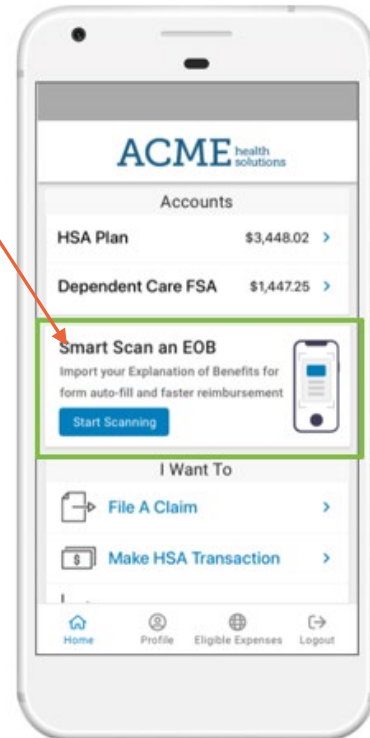 ACME health
solutions
Accounts
HSA Plan $3,448.02
Dependent Care FSA $1,447.25
Smart Scan an EOB
Import your Explanation of Benefits for
form auto-fill and faster reimbursement
Start Scanning
I Want To
File A Claim
$ Make HSA Transaction
Home Profile Eligible Expenses Logout